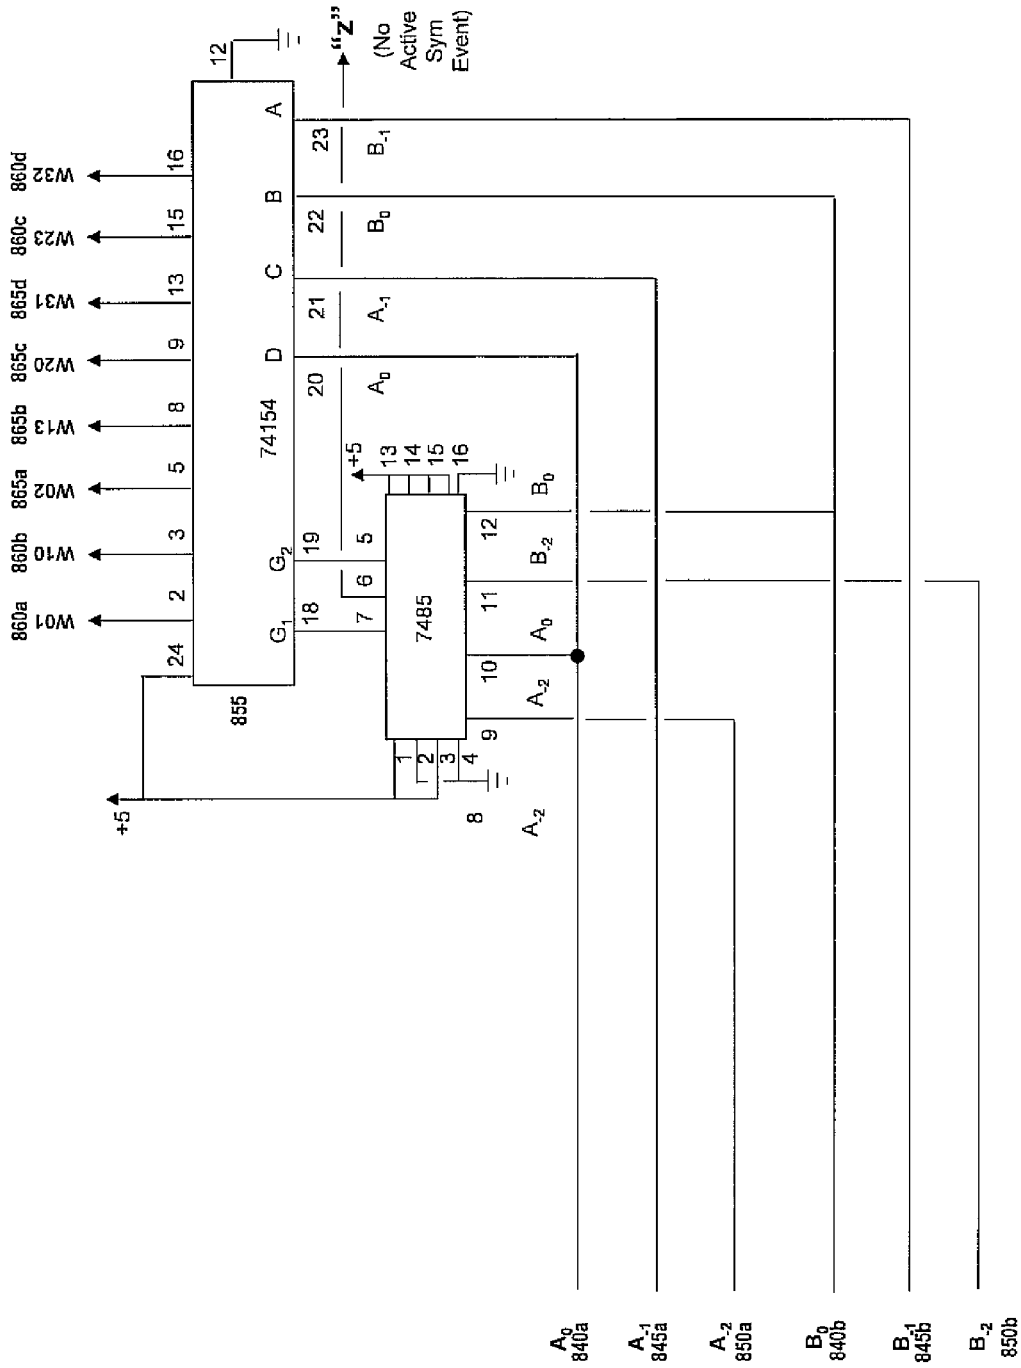 860a
W01
860b
W10
865a
W02
865b
W13
865c
W20
865d
W31
860c
W23
860d
W32
24
2
3
5
8
9
13
15
16
12
855
74154
G₁
G₂
D
C
B
A
18
19
20
21
22
23
A₀
A₋₁
B₀
B₋₁
"Z"
(No
Active
Sym
Event)
+5
+5
7
6
5
7485
13
14
15
16
1
2
3
4
8
9
10
11
12
A₋₂
A₋₂
A₀
B₋₂
B₀
A₀
840a
A₋₁
845a
A₋₂
850a
B₀
840b
B₋₁
845b
B₋₂
850b